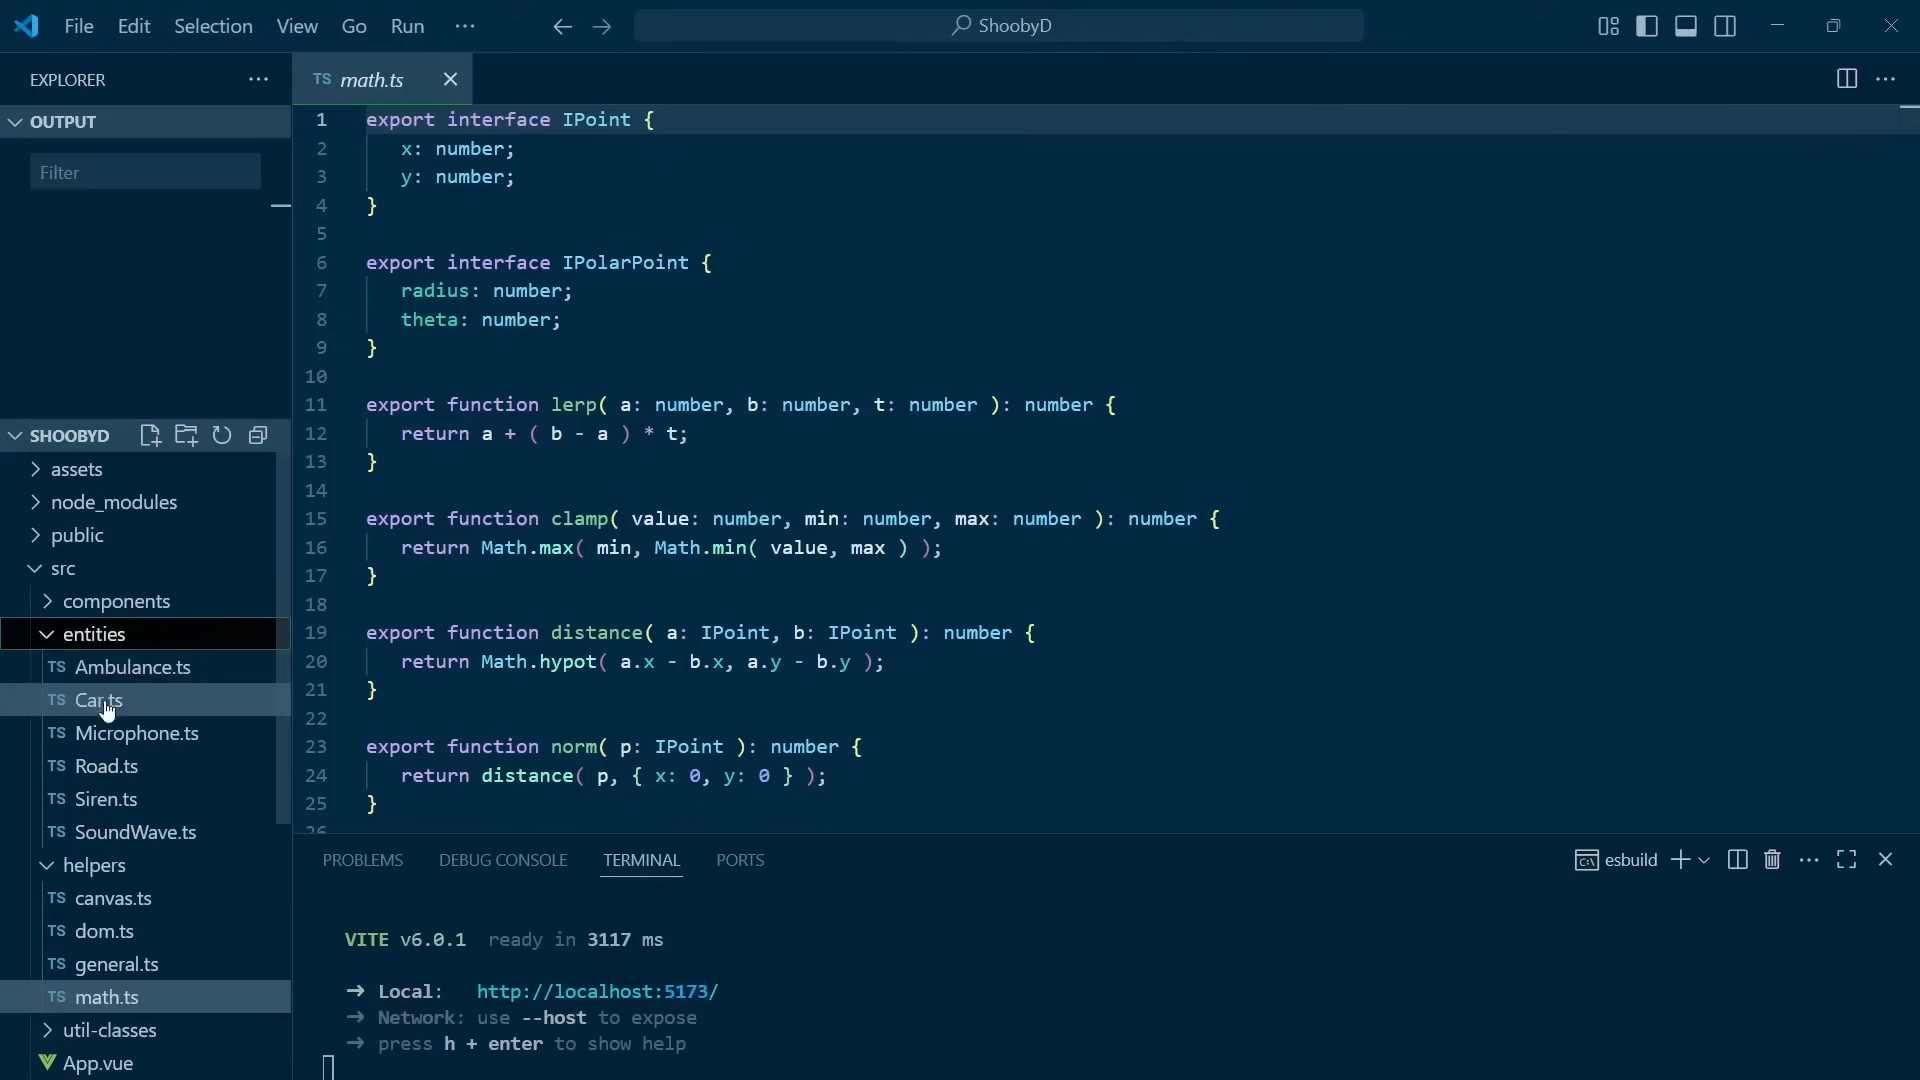 File Edit Selection View Go Run ···
ShoobyD
EXPLORER ···
OUTPUT
Filter
SHOOBYD
assets
node_modules
public
src
components
entities
TS Ambulance.ts
TS Car.ts
TS Microphone.ts
TS Road.ts
TS Siren.ts
TS SoundWave.ts
helpers
TS canvas.ts
TS dom.ts
TS general.ts
TS math.ts
util-classes
App.vue
TS math.ts
1 export interface IPoint {
2 x: number;
3 y: number;
4 }
5
6 export interface IPolarPoint {
7 radius: number;
8 theta: number;
9 }
10
11 export function lerp( a: number, b: number, t: number ): number {
12 return a + ( b - a ) * t;
13 }
14
15 export function clamp( value: number, min: number, max: number ): number {
16 return Math.max( min, Math.min( value, max ) );
17 }
18
19 export function distance( a: IPoint, b: IPoint ): number {
20 return Math.hypot( a.x - b.x, a.y - b.y );
21 }
22
23 export function norm( p: IPoint ): number {
24 return distance( p, { x: 0, y: 0 } );
25 }
26
PROBLEMS DEBUG CONSOLE TERMINAL PORTS
esbuild
VITE v6.0.1 ready in 3117 ms
➜ Local: http://localhost:5173/
➜ Network: use --host to expose
➜ press h + enter to show help